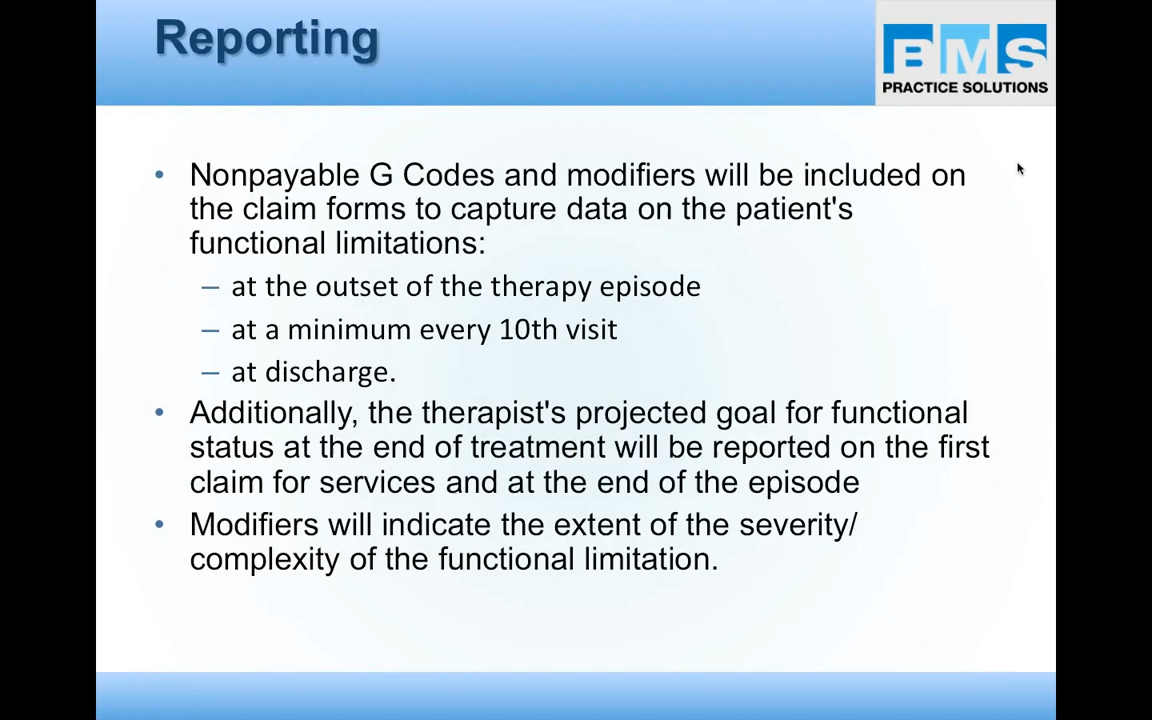 Reporting
BMS
PRACTICE SOLUTIONS
• Nonpayable G Codes and modifiers will be included on
the claim forms to capture data on the patient's
functional limitations:
– at the outset of the therapy episode
– at a minimum every 10th visit
– at discharge.
• Additionally, the therapist's projected goal for functional
status at the end of treatment will be reported on the first
claim for services and at the end of the episode
• Modifiers will indicate the extent of the severity/
complexity of the functional limitation.